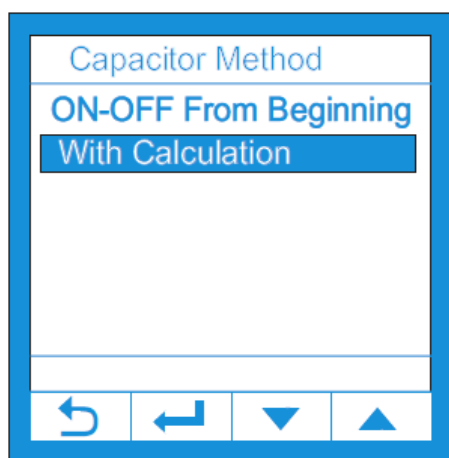 Capacitor Method
ON-OFF From Beginning
With Calculation